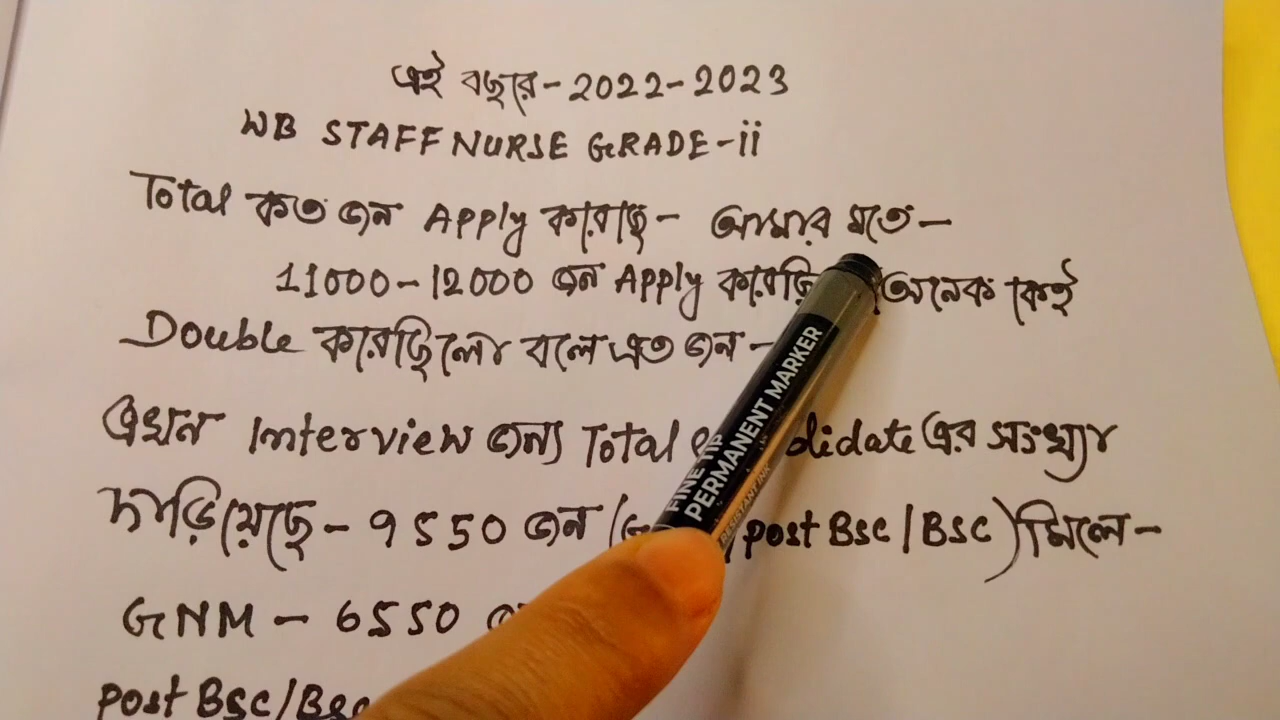 এই বছরে-2022-2023
WB STAFF NURSE GRADE-ii
Total কত জন Apply করেছে- আমার মতে-
11000-12000 জন Apply অনেক কেই
Double করেছিলো বলে এত জন-
এখন Interview জন্য Total এর সংখ্যা
দাড়িয়েছে- 9550 জন /post Bsc/BSC) মিলে-
GNM - 6550
post Bsc/
FINE TIP
PERMANENT MARKER
RESISTANT INK